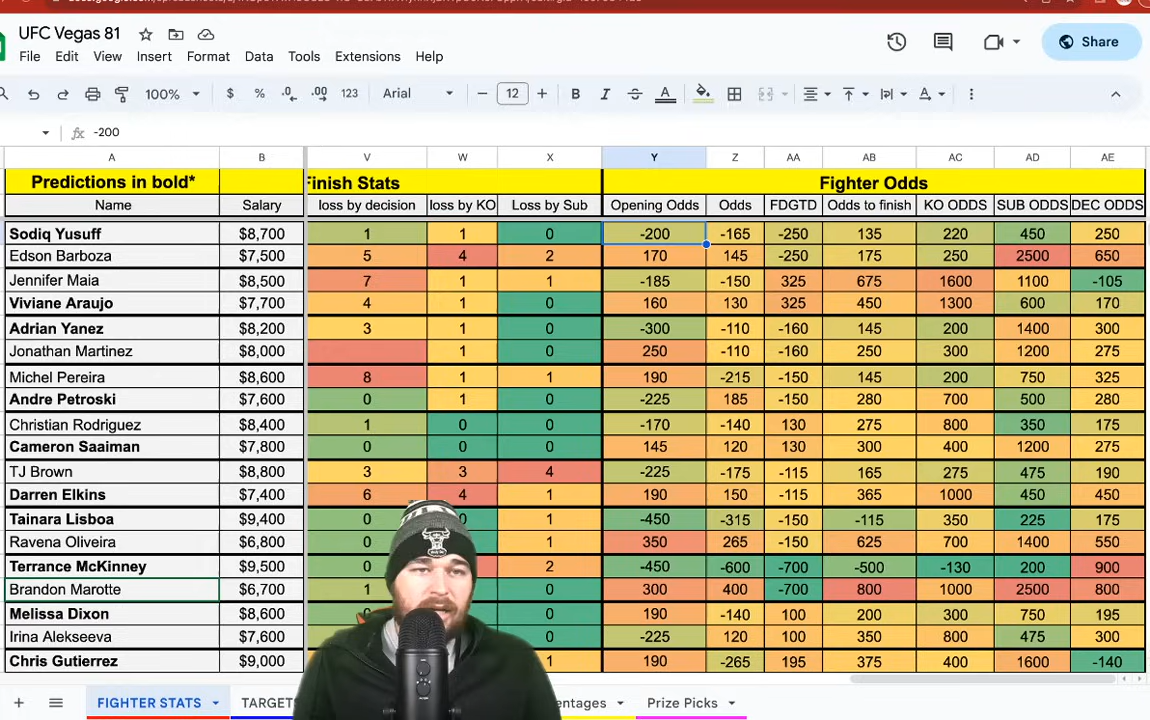 UFC Vegas 81
Share
File Edit View Insert Format Data Tools Extensions Help
100% $ % .0 .00 123 Arial 12 B I S A
fx -200
A B V W X Y Z AA AB AC AD AE
Predictions in bold* Finish Stats Fighter Odds
Name Salary loss by decision loss by KO Loss by Sub Opening Odds Odds FDGTD Odds to finish KO ODDS SUB ODDS DEC ODDS
Sodiq Yusuff $8,700 1 1 0 -200 -165 -250 135 220 450 250
Edson Barboza $7,500 5 4 2 170 145 -250 175 250 2500 650
Jennifer Maia $8,500 7 1 1 -185 -150 325 675 1600 1100 -105
Viviane Araujo $7,700 4 1 0 160 130 325 450 1300 600 170
Adrian Yanez $8,200 3 1 0 -300 -110 -160 145 200 1400 300
Jonathan Martinez $8,000 1 0 250 -110 -160 250 300 1200 275
Michel Pereira $8,600 8 1 1 190 -215 -150 145 200 750 325
Andre Petroski $7,600 0 1 0 -225 185 -150 280 700 500 280
Christian Rodriguez $8,400 1 0 0 -170 -140 130 275 800 350 175
Cameron Saaiman $7,800 0 0 0 145 120 130 300 400 1200 275
TJ Brown $8,800 3 3 4 -225 -175 -115 165 275 475 190
Darren Elkins $7,400 6 4 1 190 150 -115 365 1000 450 450
Tainara Lisboa $9,400 0 0 1 -450 -315 -150 -115 350 225 175
Ravena Oliveira $6,800 0 1 350 265 -150 625 700 1400 550
Terrance McKinney $9,500 0 2 -450 -600 -700 -500 -130 200 900
Brandon Marotte $6,700 1 0 300 400 -700 800 1000 2500 800
Melissa Dixon $8,600 0 190 -140 100 200 300 750 195
Irina Alekseeva $7,600 0 -225 120 100 350 800 475 300
Chris Gutierrez $9,000 1 190 -265 195 375 400 1600 -140
FIGHTER STATS TARGETS entages Prize Picks